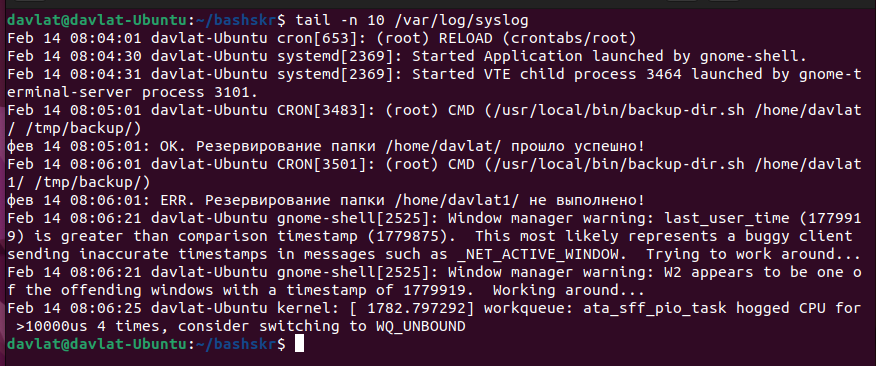 davlat@davlat-Ubuntu:~/bashskr$ tail -n 10 /var/log/syslog
Feb 14 08:04:01 davlat-Ubuntu cron[653]: (root) RELOAD (crontabs/root)
Feb 14 08:04:30 davlat-Ubuntu systemd[2369]: Started Application launched by gnome-shell.
Feb 14 08:04:31 davlat-Ubuntu systemd[2369]: Started VTE child process 3464 launched by gnome-t
erminal-server process 3101.
Feb 14 08:05:01 davlat-Ubuntu CRON[3483]: (root) CMD (/usr/local/bin/backup-dir.sh /home/davlat
/ /tmp/backup/)
фев 14 08:05:01: OK. Резервирование папки /home/davlat/ прошло успешно!
Feb 14 08:06:01 davlat-Ubuntu CRON[3501]: (root) CMD (/usr/local/bin/backup-dir.sh /home/davlat
1/ /tmp/backup/)
фев 14 08:06:01: ERR. Резервирование папки /home/davlat1/ не выполнено!
Feb 14 08:06:21 davlat-Ubuntu gnome-shell[2525]: Window manager warning: last_user_time (177991
9) is greater than comparison timestamp (1779875).  This most likely represents a buggy client
sending inaccurate timestamps in messages such as _NET_ACTIVE_WINDOW.  Trying to work around...
Feb 14 08:06:21 davlat-Ubuntu gnome-shell[2525]: Window manager warning: W2 appears to be one o
f the offending windows with a timestamp of 1779919.  Working around...
Feb 14 08:06:25 davlat-Ubuntu kernel: [ 1782.797292] workqueue: ata_sff_pio_task hogged CPU for
 >10000us 4 times, consider switching to WQ_UNBOUND
davlat@davlat-Ubuntu:~/bashskr$